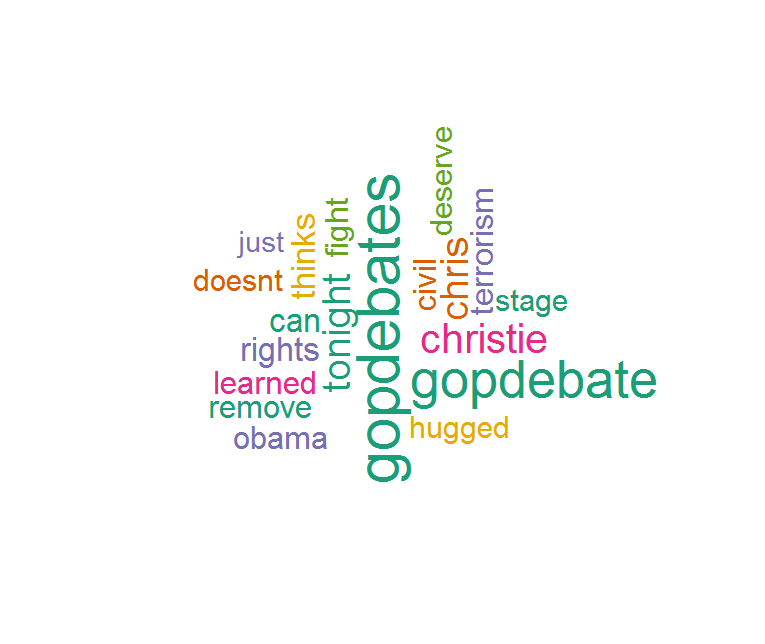 deserve
gopdebates
terrorism
fight
thinks
just
chris
civil
doesnt
tonight
stage
can
christie
rights
gopdebate
learned
remove
hugged
obama